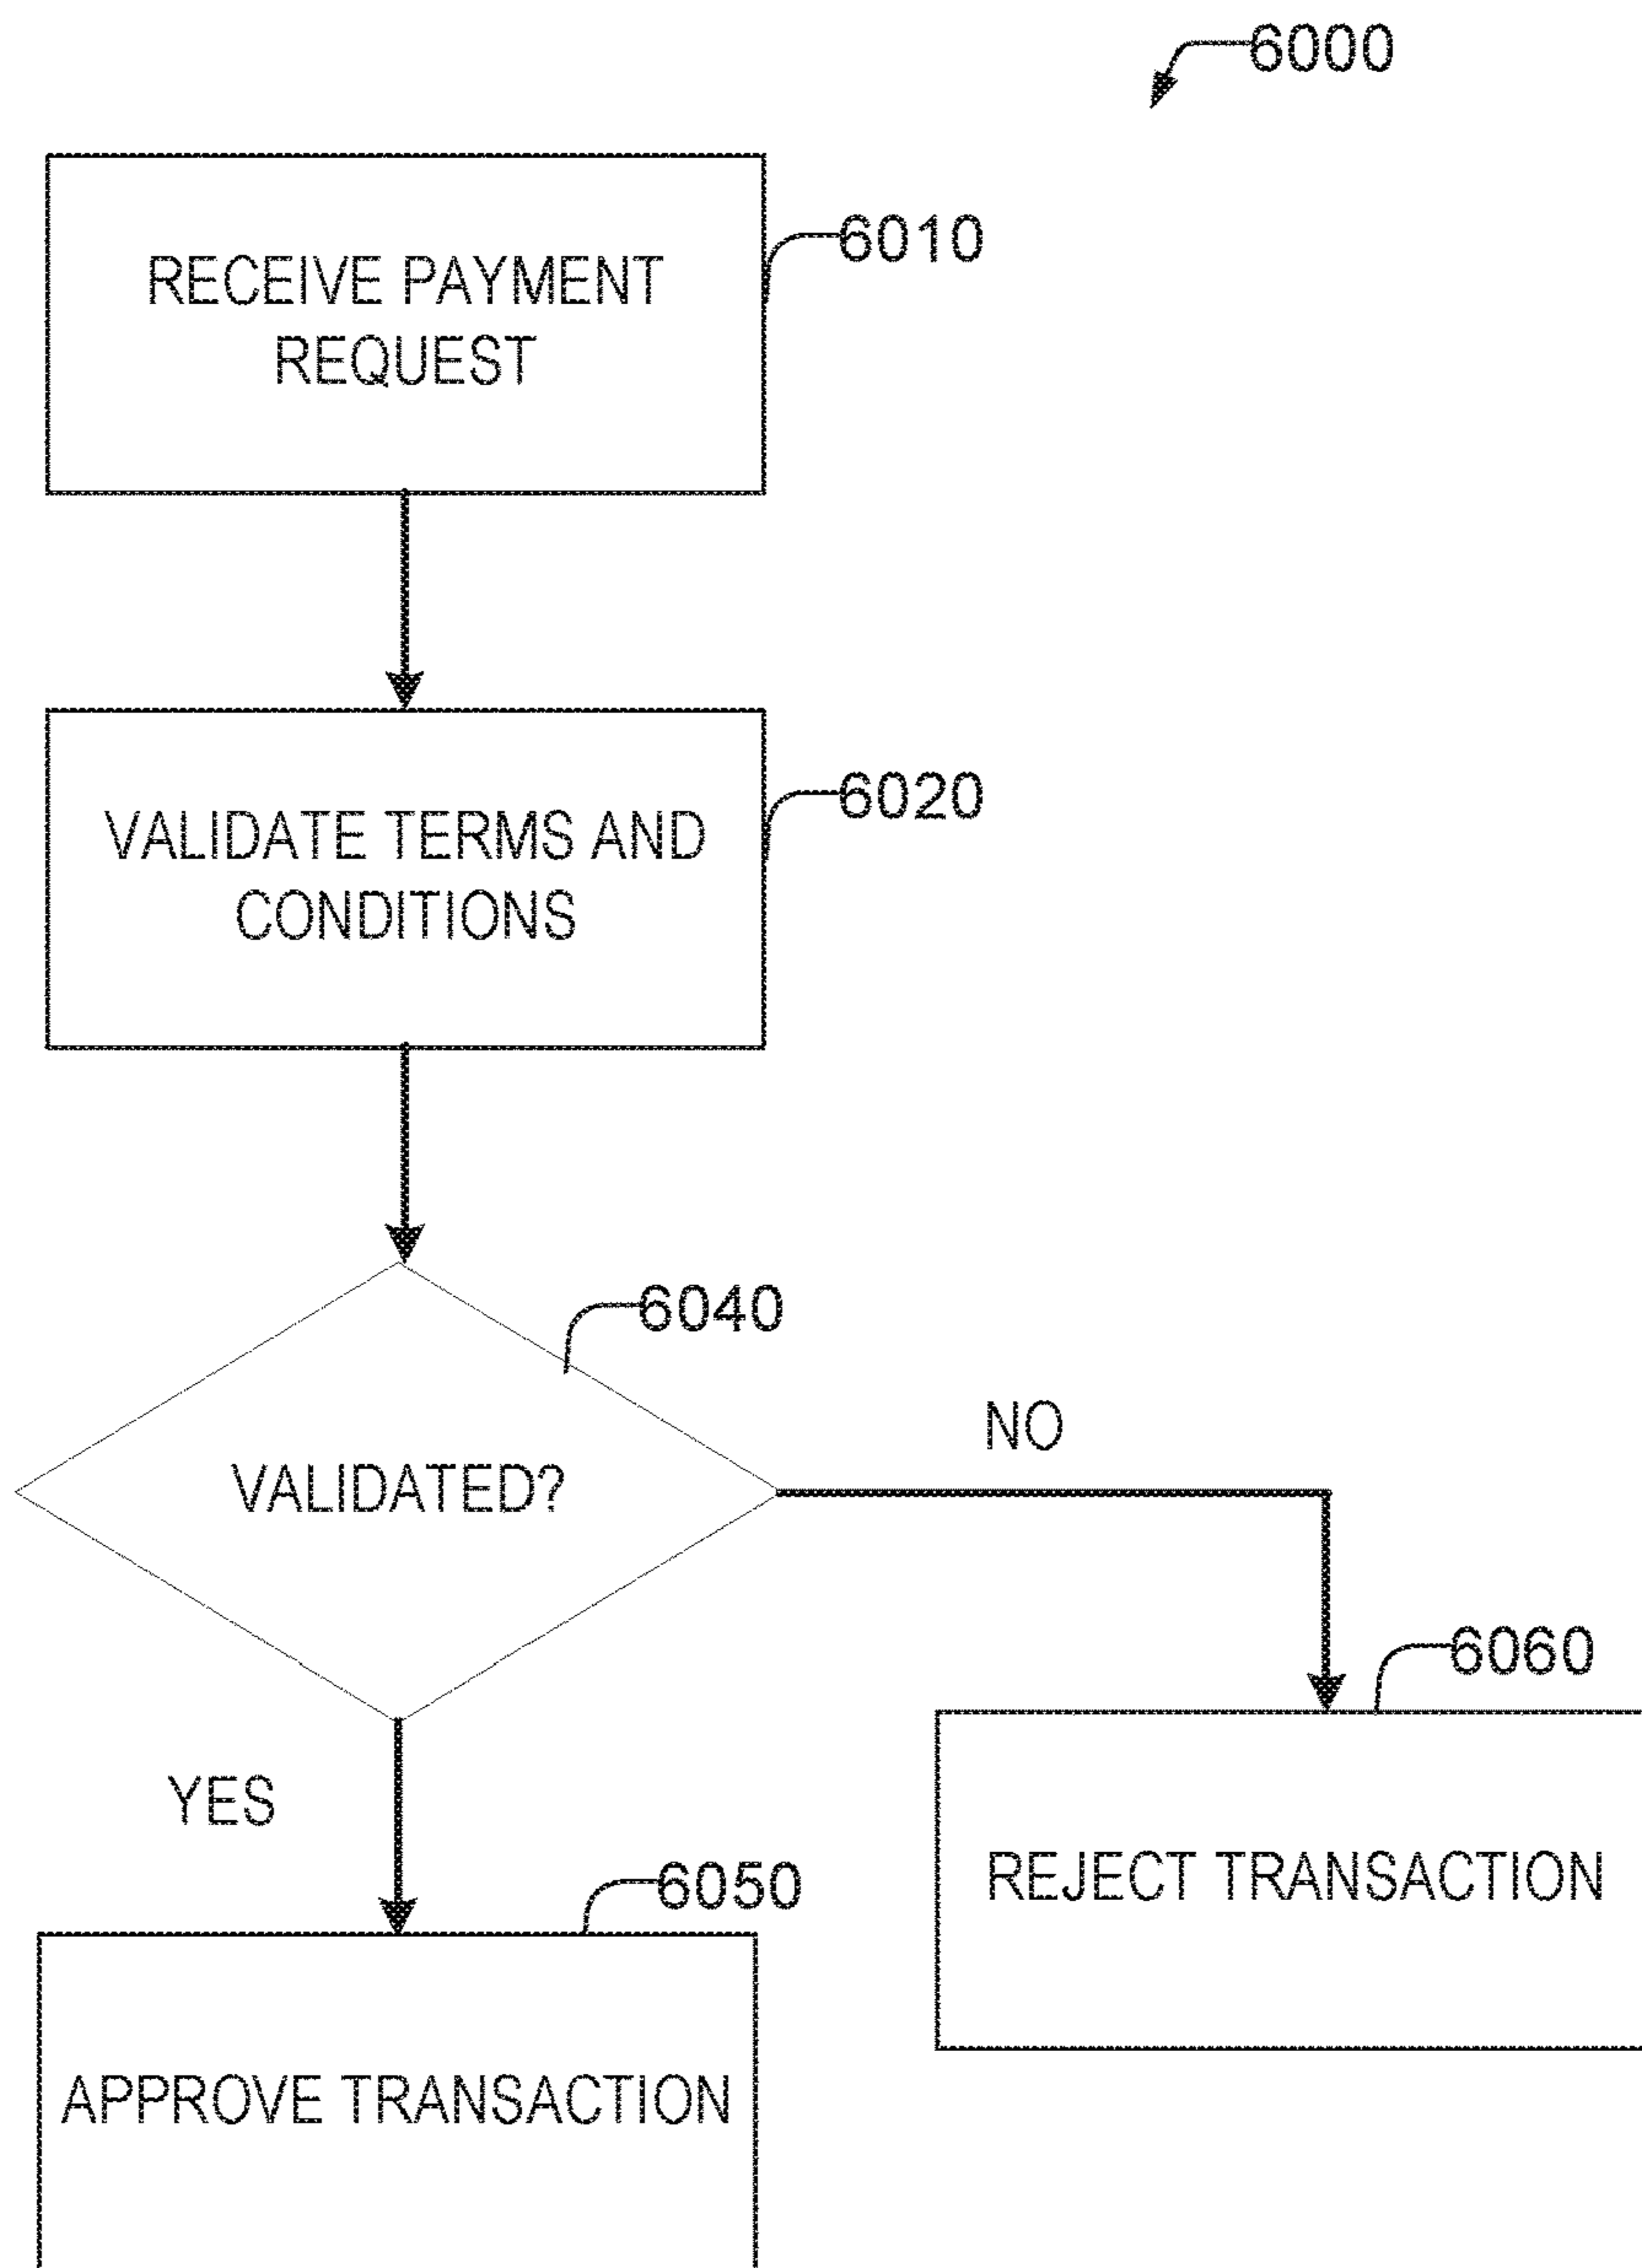 6000
RECEIVE PAYMENT
REQUEST
6010
VALIDATE TERMS AND
CONDITIONS
6020
6040
VALIDATED?
NO
YES
6060
REJECT TRANSACTION
6050
APPROVE TRANSACTION